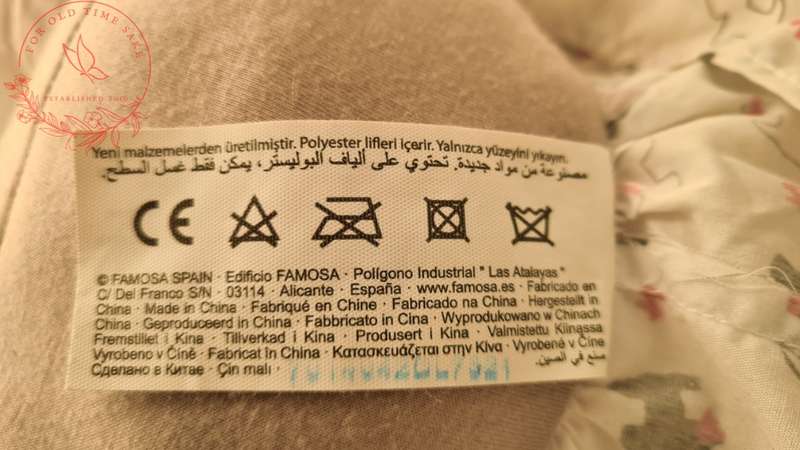 FOR OLD TIME SAKE
ESTABLISHED
Yeni malzemelerden üretilmiştir. Polyester lifleri içerir. Yalnızca yüzeyini yıkayın.
مصنوعة من مواد جديدة. تحتوي على ألياف البوليستر، يمكن فقط غسل السطح.
CE
© FAMOSA SPAIN · Edificio FAMOSA · Polígono Industrial " Las Atalayas "
C/ Del Franco S/N · 03114 · Alicante · España · www.famosa.es · Fabricado en
China · Made in China · Fabriqué en Chine · Fabricado na China · Hergestellt in
China · Geproduceerd in China · Fabbricato in Cina · Wyprodukowano w Chinach
Fremstillet i Kina · Tillverkad i Kina · Produsert i Kina · Valmistettu Kiinassa
Vyrobeno v Číně · Fabricat în China · Κατασκευάζεται στην Κίνα · Vyrobené v Číne
Сделано в Китае · Çin malı · صنع في الصين.